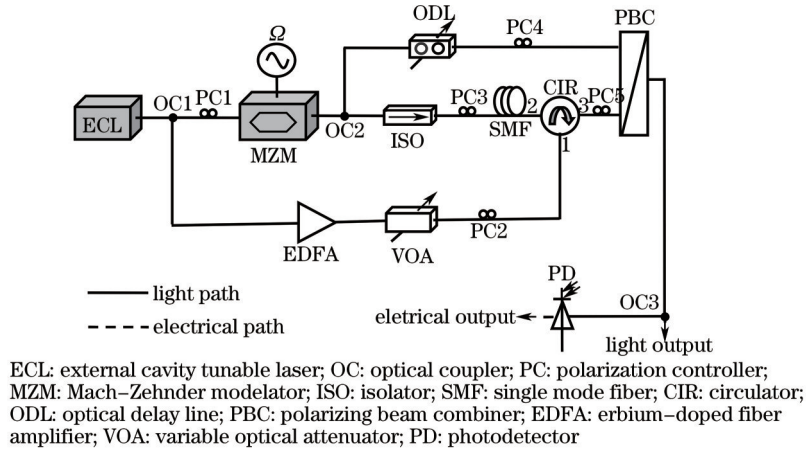 ODL
PC4
PBC
Ω
OC1
PC1
ECL
MZM
OC2
ISO
PC3
SMF
2
CIR
3
PC5
1
EDFA
VOA
PC2
PD
OC3
light path
electrical path
eletrical output
light output
ECL: external cavity tunable laser; OC: optical coupler; PC: polarization controller;
MZM: Mach−Zehnder modelator; ISO: isolator; SMF: single mode fiber; CIR: circulator;
ODL: optical delay line; PBC: polarizing beam combiner; EDFA: erbium−doped fiber
amplifier; VOA: variable optical attenuator; PD: photodetector